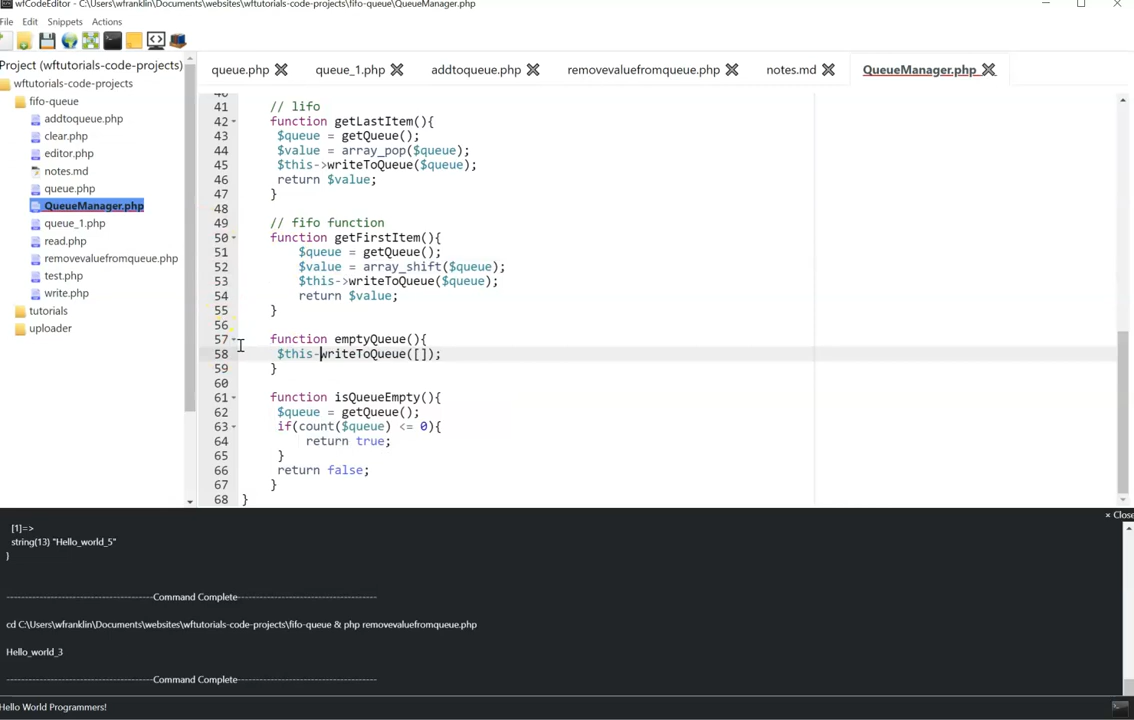 wfCodeEditor - C:\Users\wfranklin\Documents\websites\wftutorials-code-projects\fifo-queue\QueueManager.php
File Edit Snippets Actions
Project (wftutorials-code-projects)
wftutorials-code-projects
fifo-queue
addtoqueue.php
clear.php
editor.php
notes.md
queue.php
QueueManager.php
queue_1.php
read.php
removevaluefromqueue.php
test.php
write.php
tutorials
uploader
queue.php queue_1.php addtoqueue.php removevaluefromqueue.php notes.md QueueManager.php
40
41 // lifo
42 function getLastItem(){
43 $queue = getQueue();
44 $value = array_pop($queue);
45 $this->writeToQueue($queue);
46 return $value;
47 }
48
49 // fifo function
50 function getFirstItem(){
51 $queue = getQueue();
52 $value = array_shift($queue);
53 $this->writeToQueue($queue);
54 return $value;
55 }
56
57 function emptyQueue(){
58 $this-writeToQueue([]);
59 }
60
61 function isQueueEmpty(){
62 $queue = getQueue();
63 if(count($queue) <= 0){
64 return true;
65 }
66 return false;
67 }
68 }
× Close
[1]=>
string(13) "Hello_world_5"
}
--------------------------------------Command Complete------------------------------------
cd C:\Users\wfranklin\Documents\websites\wftutorials-code-projects\fifo-queue & php removevaluefromqueue.php
Hello_world_3
--------------------------------------Command Complete------------------------------------
Hello World Programmers!